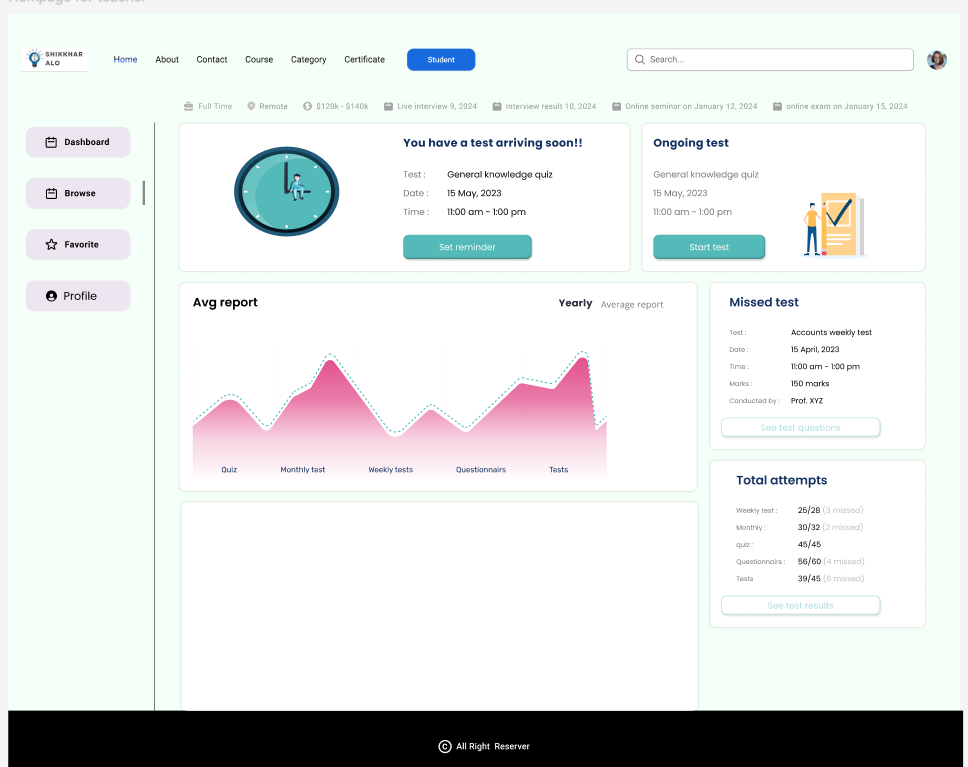 Hompage for teacher
SHIKKHAR
ALO
Home About Contact Course Category Certificate Student Search...
Full Time Remote $120k - $140k Live interview 9, 2024 Interview result 10, 2024 Online seminar on January 12, 2024 online exam on January 15, 2024
Dashboard
Browse
Favorite
Profile
You have a test arriving soon!!
Test : General knowledge quiz
Date : 15 May, 2023
Time : 11:00 am - 1:00 pm
Set reminder
Ongoing test
General knowledge quiz
15 May, 2023
11:00 am - 1:00 pm
Start test
Avg report
Yearly Average report
Quiz Monthly test Weekly tests Questionnairs Tests
Missed test
Test : Accounts weekly test
Date : 15 April, 2023
Time : 11:00 am - 1:00 pm
Marks : 150 marks
Conducted by : Prof. XYZ
See test questions
Total attempts
Weekly test : 25/28 (3 missed)
Monthly : 30/32 (2 missed)
quiz : 45/45
Questionnairs : 56/60 (4 missed)
Tests 39/45 (6 missed)
See test results
C All Right Reserver